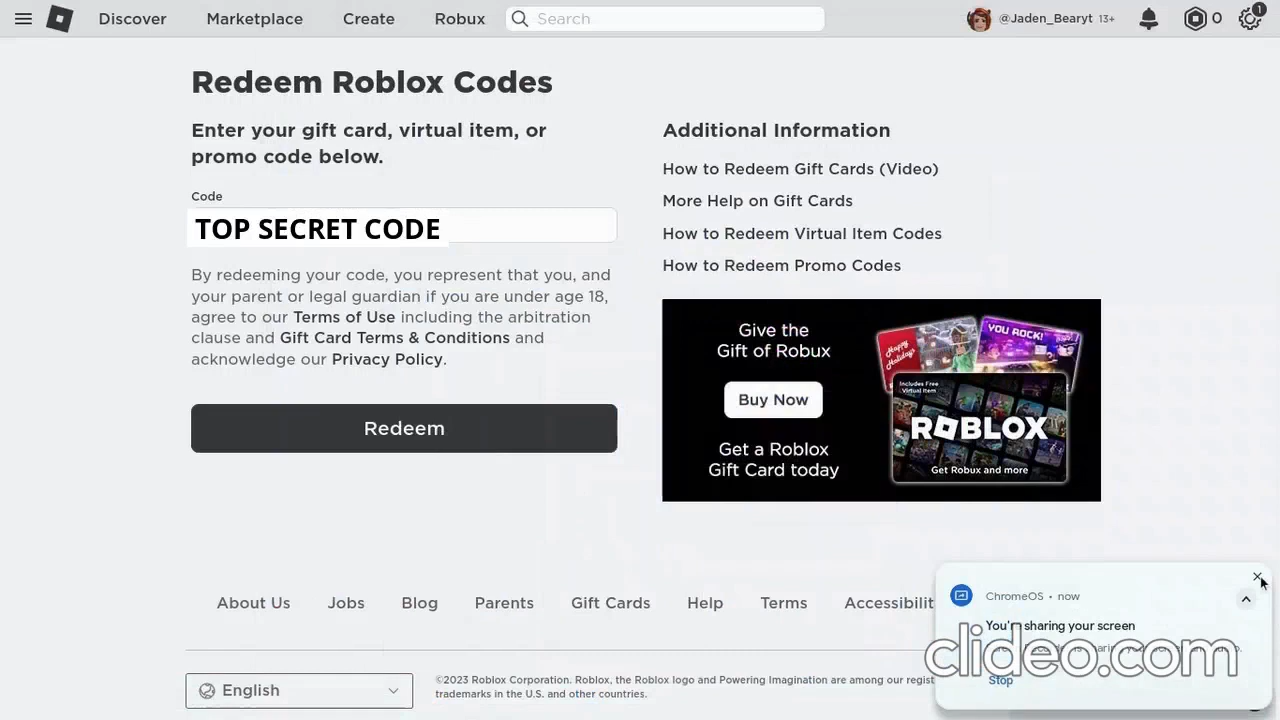 Discover Marketplace Create Robux Search @Jaden_Bearyt 13+ 0 1
Redeem Roblox Codes
Enter your gift card, virtual item, or
promo code below.
Code
TOP SECRET CODE
By redeeming your code, you represent that you, and
your parent or legal guardian if you are under age 18,
agree to our Terms of Use including the arbitration
clause and Gift Card Terms & Conditions and
acknowledge our Privacy Policy.
Redeem
Additional Information
How to Redeem Gift Cards (Video)
More Help on Gift Cards
How to Redeem Virtual Item Codes
How to Redeem Promo Codes
Give the
Gift of Robux
Buy Now
Get a Roblox
Gift Card today
Happy
Holidays
YOU ROCK!
Includes Free
Virtual Item
ROBLOX
Get Robux and more
About Us Jobs Blog Parents Gift Cards Help Terms Accessibilit
English
©2023 Roblox Corporation. Roblox, the Roblox logo and Powering Imagination are among our regist
trademarks in the U.S. and other countries.
ChromeOS • now
You're sharing your screen
clideo.com
Stop